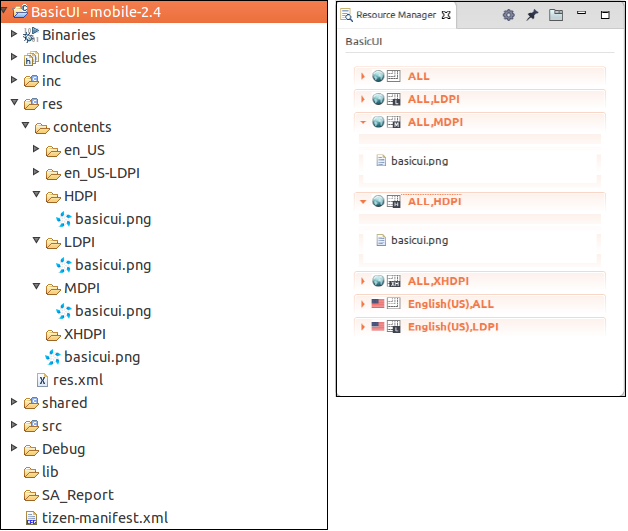 BasicUI - mobile-2.4
Binaries
Includes
inc
res
contents
en_US
en_US-LDPI
HDPI
basicui.png
LDPI
basicui.png
MDPI
basicui.png
XHDPI
basicui.png
res.xml
shared
src
Debug
lib
SA_Report
tizen-manifest.xml
Resource Manager
BasicUI
ALL
ALL,LDPI
ALL,MDPI
basicui.png
ALL,HDPI
basicui.png
ALL,XHDPI
English(US),ALL
English(US),LDPI